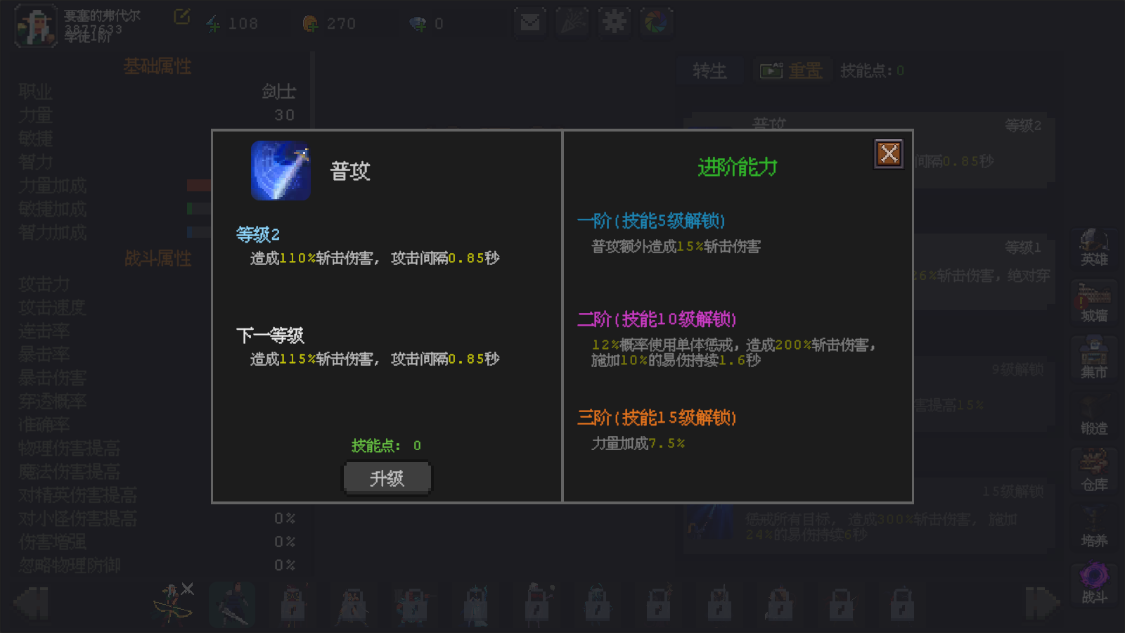 要塞的弗代尔
3877633
学徒1阶
108
270
0
基础属性
职业
剑士
力量
30
敏捷
智力
力量加成
敏捷加成
智力加成
战斗属性
攻击力
攻击速度
连击率
暴击率
暴击伤害
穿透概率
准确率
物理伤害提高
魔法伤害提高
对精英伤害提高
对小怪伤害提高
0%
伤害增强
0%
忽略物理防御
0%
转生
重置
技能点:0
普攻
等级2
间隔0.85秒
等级1
6%斩击伤害，绝对穿
9级解锁
害提高15%
15级解锁
惩戒所有目标, 造成300%斩击伤害, 施加
24%的易伤持续6秒
普攻
等级2
造成110%斩击伤害, 攻击间隔0.85秒
下一等级
造成115%斩击伤害, 攻击间隔0.85秒
技能点: 0
升级
进阶能力
一阶(技能5级解锁)
普攻额外造成15%斩击伤害
二阶(技能10级解锁)
12%概率使用单体惩戒，造成200%斩击伤害，
施加10%的易伤持续1.6秒
三阶(技能15级解锁)
力量加成7.5%
英雄
城墙
集市
锻造
仓库
培养
战斗